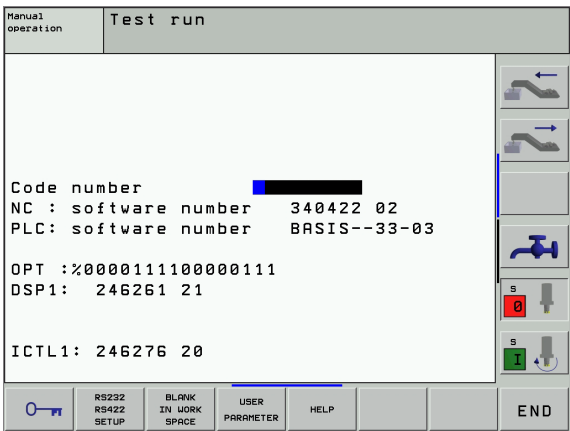 Manual
operation
Test run
Code number
NC : software number 340422 02
PLC: software number BASIS--33-03
OPT :%0000111100000111
DSP1: 246261 21
ICTL1: 246276 20
S
0
S
I
RS232
RS422
SETUP
BLANK
IN WORK
SPACE
USER
PARAMETER
HELP
END